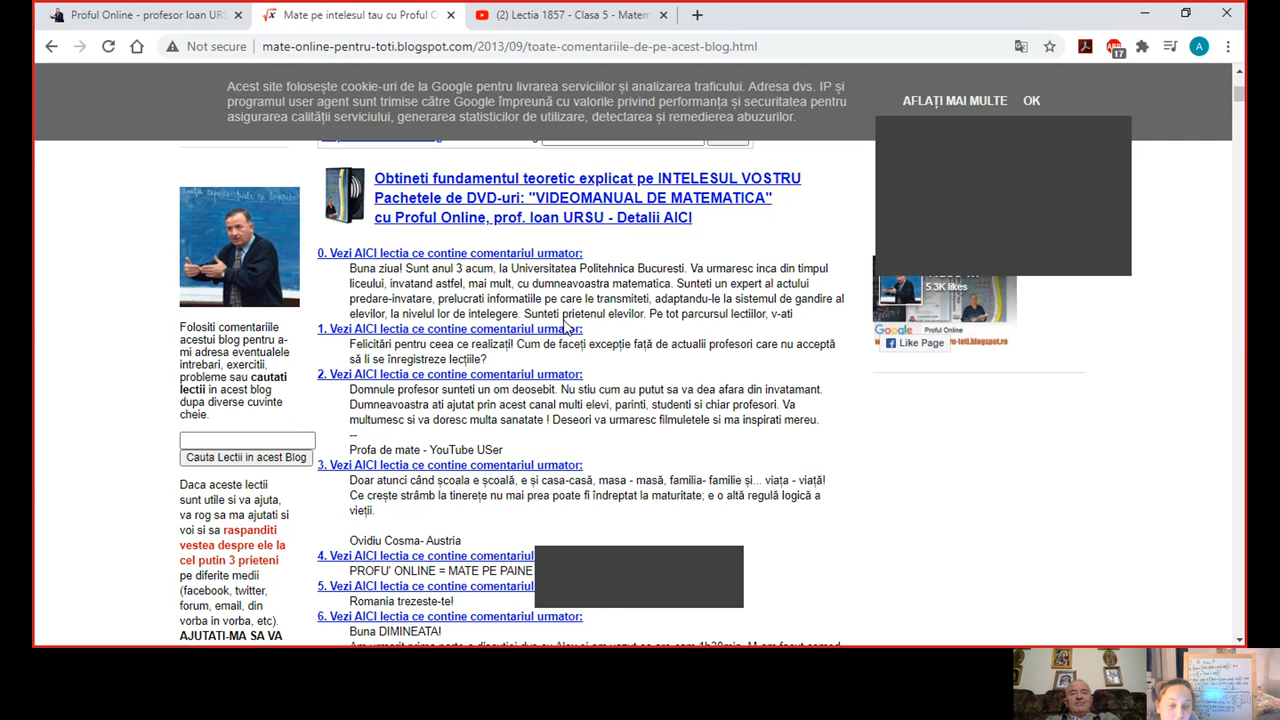 Proful Online - profesor Ioan URS
Mate pe intelesul tau cu Proful O
(2) Lectia 1857 - Clasa 5 - Matem
Not secure
mate-online-pentru-toti.blogspot.com/2013/09/toate-comentariile-de-pe-acest-blog.html
ABP
17
A
Acest site folosește cookie-uri de la Google pentru livrarea serviciilor și analizarea traficului. Adresa dvs. IP și
programul user agent sunt trimise către Google împreună cu valorile privind performanța și securitatea pentru
asigurarea calității serviciului, generarea statisticilor de utilizare, detectarea și remedierea abuzurilor.
AFLAȚI MAI MULTE
OK
Obtineti fundamentul teoretic explicat pe INTELESUL VOSTRU
Pachetele de DVD-uri: "VIDEOMANUAL DE MATEMATICA"
cu Proful Online, prof. Ioan URSU - Detalii AICI
Folositi comentariile
acestui blog pentru a-
mi adresa eventualele
intrebari, exercitii,
probleme sau cautati
lectii in acest blog
dupa diverse cuvinte
cheie.
Cauta Lectii in acest Blog
Daca aceste lectii
sunt utile si va ajuta,
va rog sa ma ajutati si
voi si sa raspanditi
vestea despre ele la
cel putin 3 prieteni
pe diferite medii
(facebook, twitter,
forum, email, din
vorba in vorba, etc).
AJUTATI-MA SA VA
0. Vezi AICI lectia ce contine comentariul urmator:
Buna ziua! Sunt anul 3 acum, la Universitatea Politehnica Bucuresti. Va urmaresc inca din timpul
liceului, invatand astfel, mai mult, cu dumneavoastra matematica. Sunteti un expert al actului
predare-invatare, prelucrati informatiile pe care le transmiteti, adaptandu-le la sistemul de gandire al
elevilor, la nivelul lor de intelegere. Sunteti prietenul elevilor. Pe tot parcursul lectiilor, v-ati
1. Vezi AICI lectia ce contine comentariul urmator:
Felicitări pentru ceea ce realizați! Cum de faceți excepție față de actualii profesori care nu acceptă
să li se înregistreze lecțiile?
2. Vezi AICI lectia ce contine comentariul urmator:
Domnule profesor sunteti un om deosebit. Nu stiu cum au putut sa va dea afara din invatamant.
Dumneavoastra ati ajutat prin acest canal multi elevi, parinti, studenti si chiar profesori. Va
multumesc si va doresc multa sanatate ! Deseori va urmaresc filmuletele si ma inspirati mereu.
--
Profa de mate - YouTube USer
3. Vezi AICI lectia ce contine comentariul urmator:
Doar atunci când școala e școală, e și casa-casă, masa - masă, familia- familie și... viața - viață!
Ce crește strâmb la tinerețe nu mai prea poate fi îndreptat la maturitate; e o altă regulă logică a
vieții.
Ovidiu Cosma- Austria
4. Vezi AICI lectia ce contine comentariul
PROFU' ONLINE = MATE PE PAINE
5. Vezi AICI lectia ce contine comentariul
Romania trezeste-te!
6. Vezi AICI lectia ce contine comentariul urmator:
Buna DIMINEATA!
5.3K likes
Google
Proful Online
Like Page